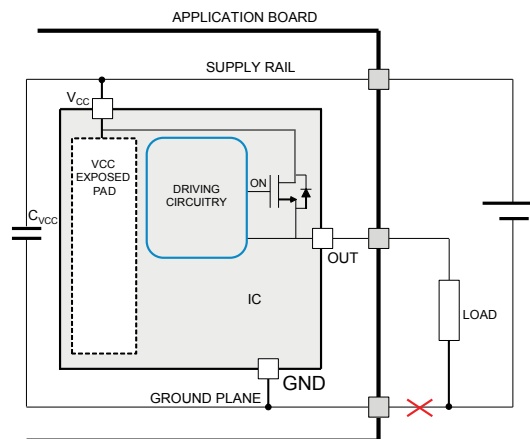 APPLICATION BOARD
SUPPLY RAIL
VCC
VCC
EXPOSED
PAD
DRIVING
CIRCUITRY
ON
CVCC
OUT
IC
LOAD
GND
GROUND PLANE